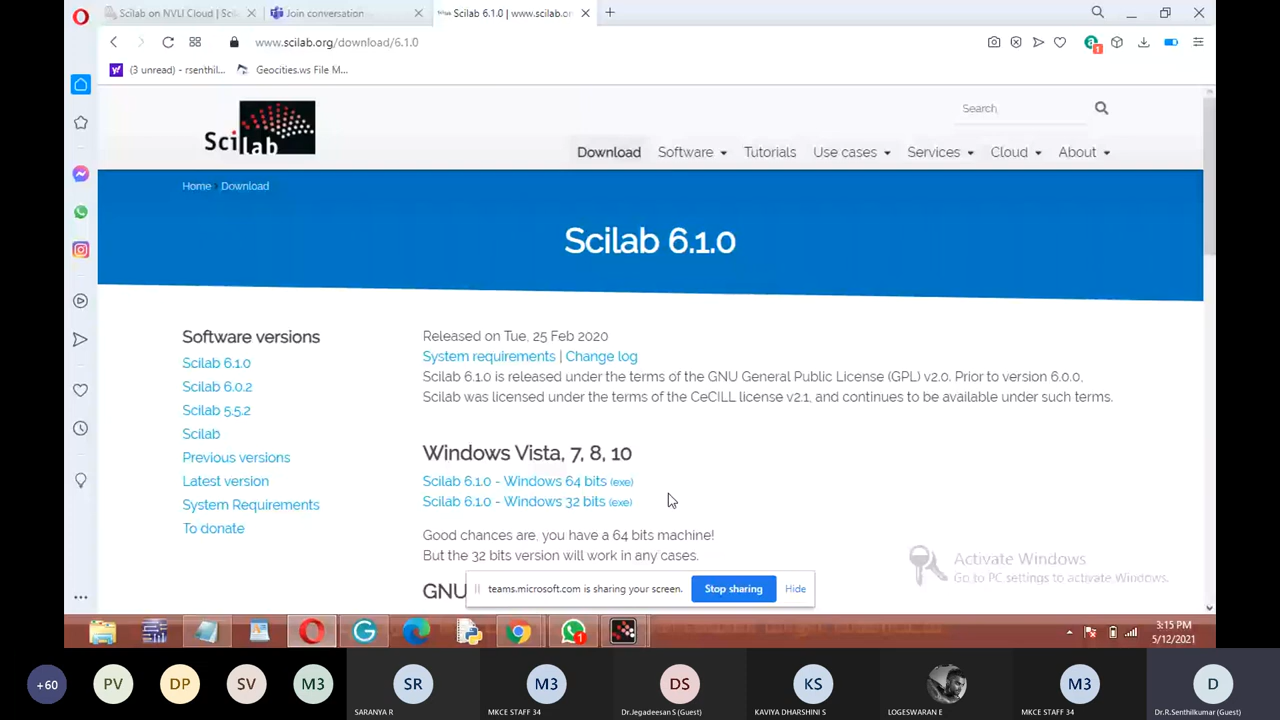 Scilab on NVLI Cloud | Sci
Join conversation
Scilab 6.1.0 | www.scilab.or
www.scilab.org/download/6.1.0
(3 unread) - rsenthil...
Geocities.ws File M...
1
Scilab
Search
Download
Software
Tutorials
Use cases
Services
Cloud
About
Home
Download
Scilab 6.1.0
Software versions
Scilab 6.1.0
Scilab 6.0.2
Scilab 5.5.2
Scilab
Previous versions
Latest version
System Requirements
To donate
Released on Tue, 25 Feb 2020
System requirements | Change log
Scilab 6.1.0 is released under the terms of the GNU General Public License (GPL) v2.0. Prior to version 6.0.0,
Scilab was licensed under the terms of the CeCILL license v2.1, and continues to be available under such terms.
Windows Vista, 7, 8, 10
Scilab 6.1.0 - Windows 64 bits (exe)
Scilab 6.1.0 - Windows 32 bits (exe)
Good chances are, you have a 64 bits machine!
But the 32 bits version will work in any cases.
GNU
Activate Windows
Go to PC settings to activate Windows.
teams.microsoft.com is sharing your screen.
Stop sharing
Hide
1
3:15 PM
5/12/2021
+60
PV
DP
SV
M3
SR
SARANYA R
M3
MKCE STAFF 34
DS
Dr.Jegadeesan S (Guest)
KS
KAVIYA DHARSHINI S
LOGESWARAN E
M3
MKCE STAFF 34
D
Dr.R.Senthilkumar (Guest)